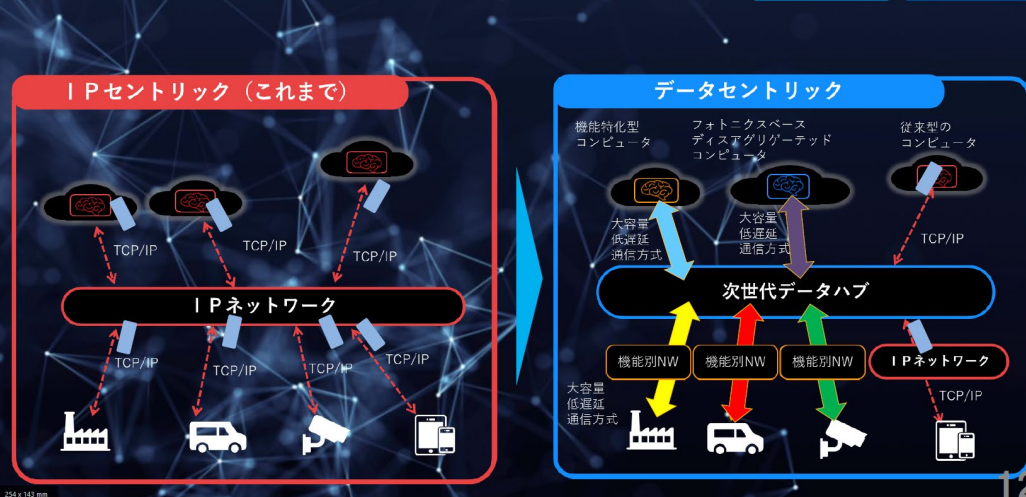 IPセントリック（これまで）
TCP/IP
TCP/IP
TCP/IP
IPネットワーク
TCP/IP
TCP/IP
TCP/IP
TCP/IP
データセントリック
機能特化型
コンピュータ
フォトニクスベース
ディスアグリゲーテッド
コンピュータ
従来型の
コンピュータ
大容量
低遅延
通信方式
大容量
低遅延
通信方式
TCP/IP
次世代データハブ
機能別NW
機能別NW
機能別NW
IPネットワーク
大容量
低遅延
通信方式
TCP/IP
254 x 143 mm